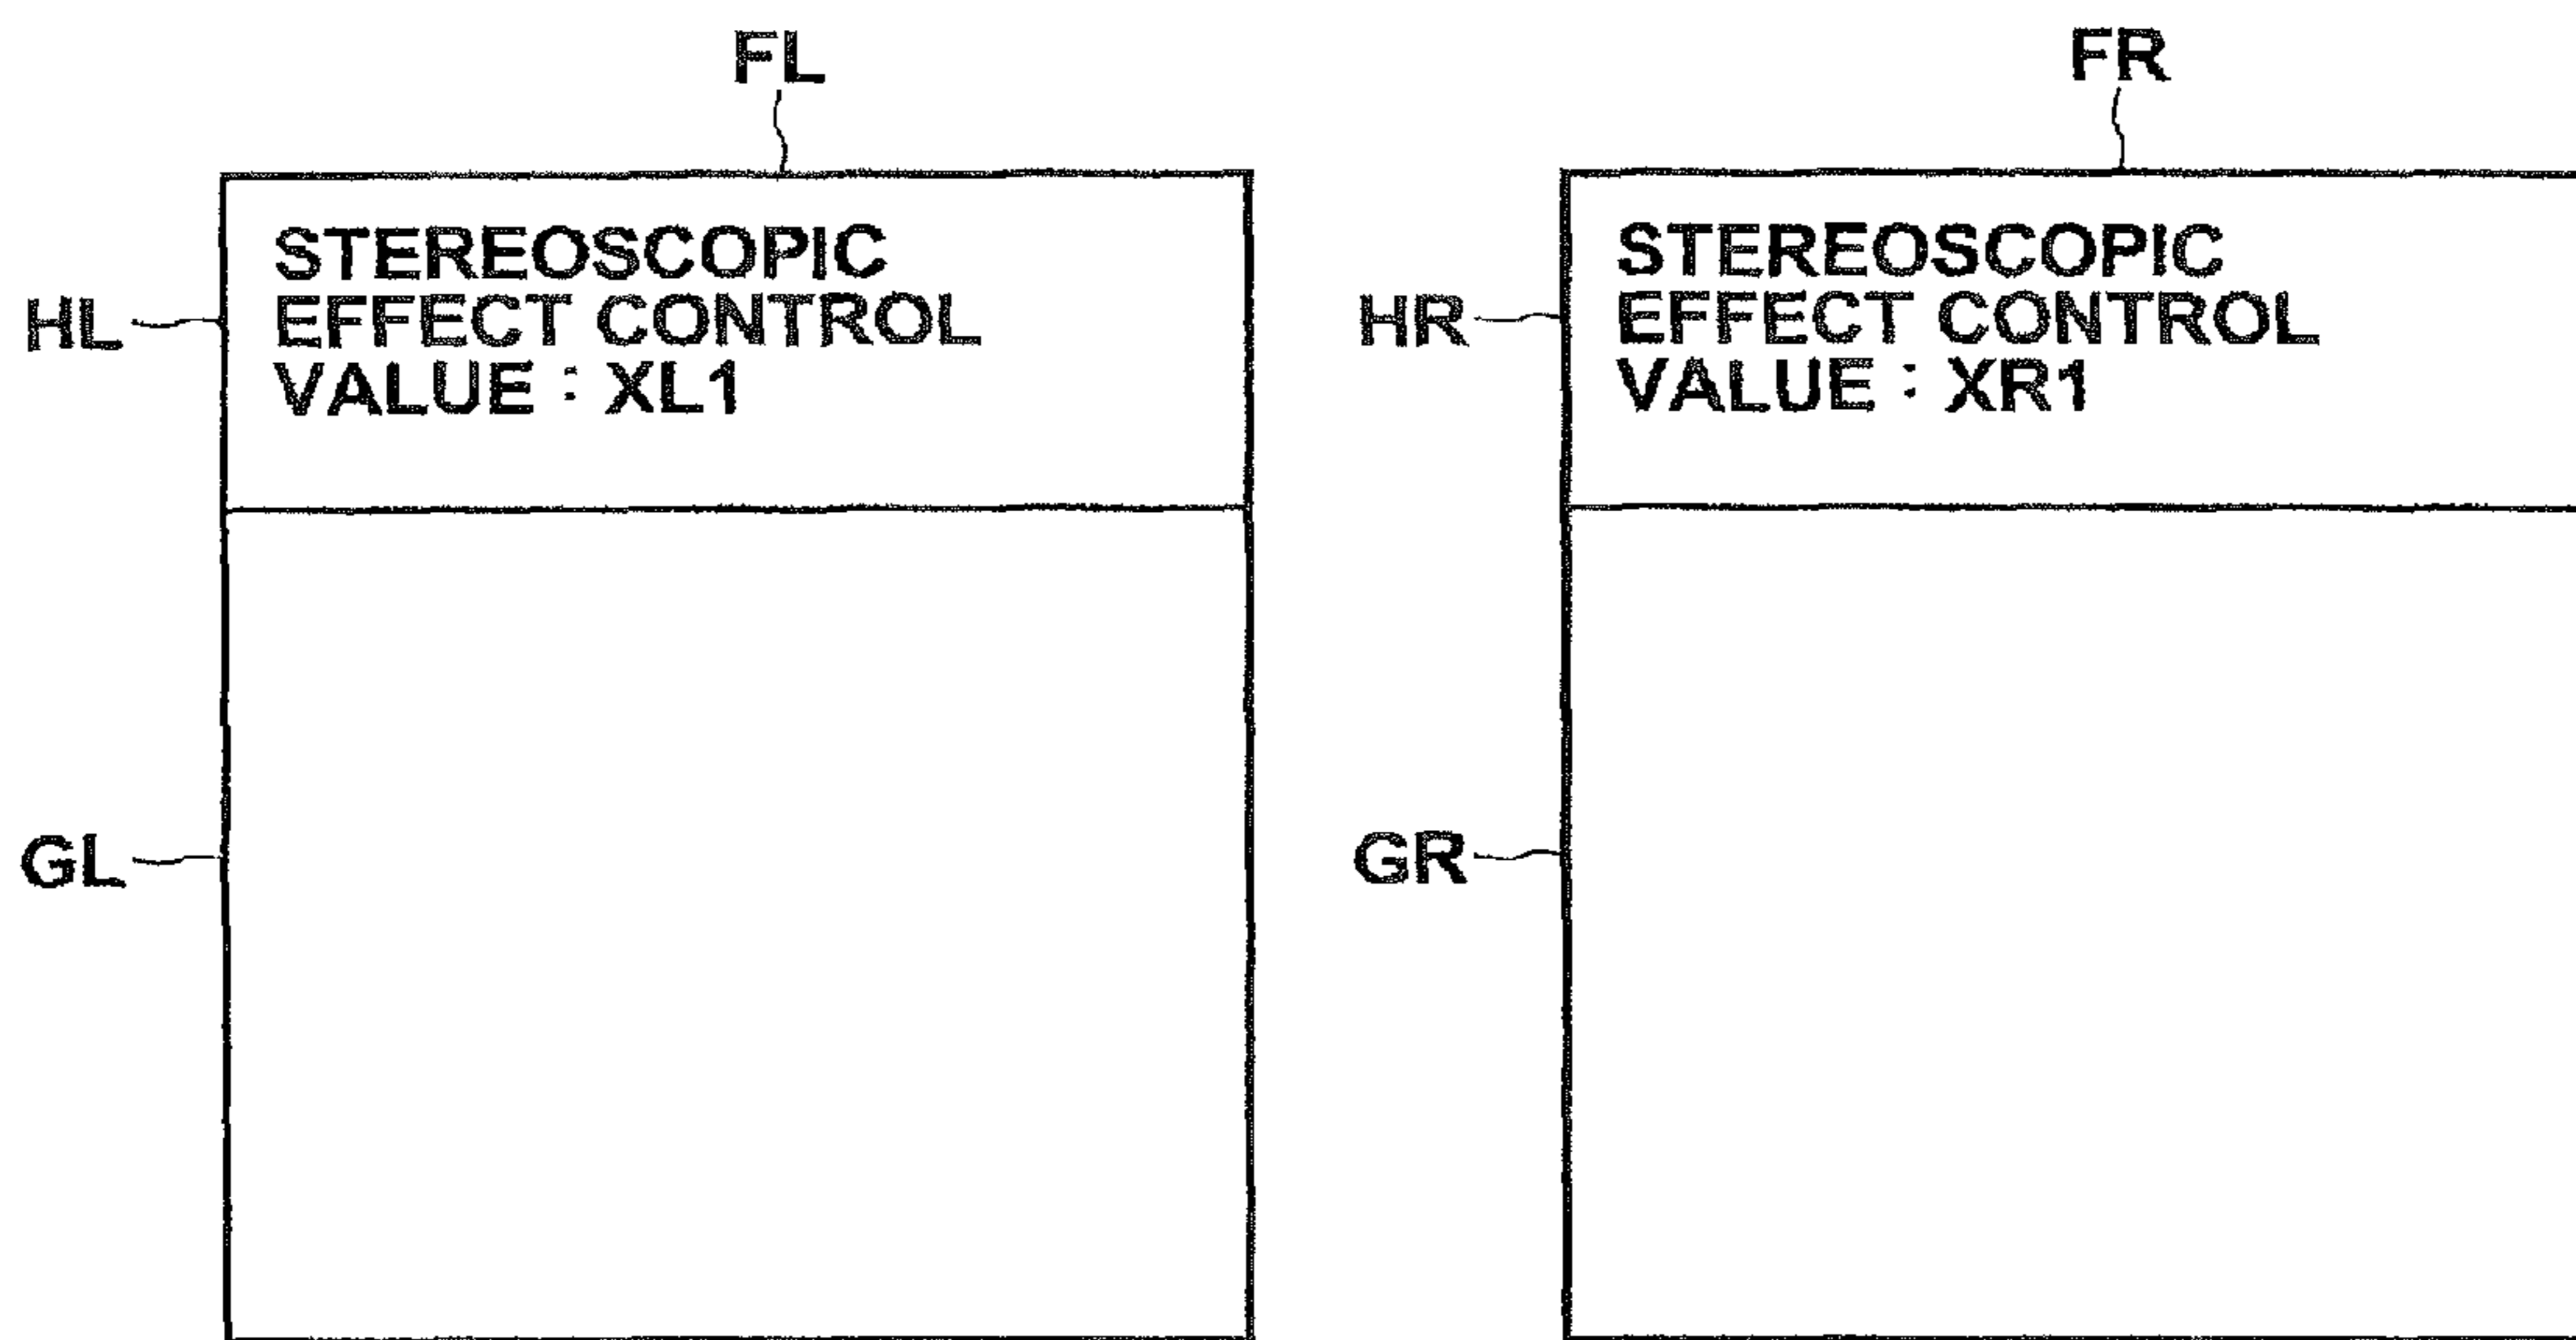 FL
FR
HL
STEREOSCOPIC
EFFECT CONTROL
VALUE : XL1
HR
STEREOSCOPIC
EFFECT CONTROL
VALUE : XR1
GL
GR